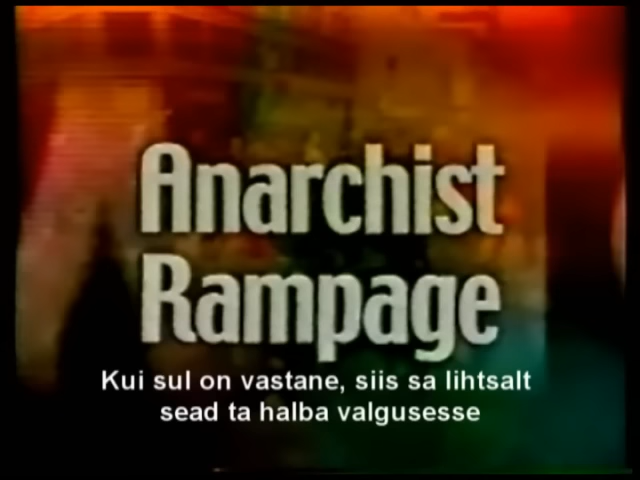 Anarchist
Rampage
Kui sul on vastane, siis sa lihtsalt
sead ta halba valgusesse